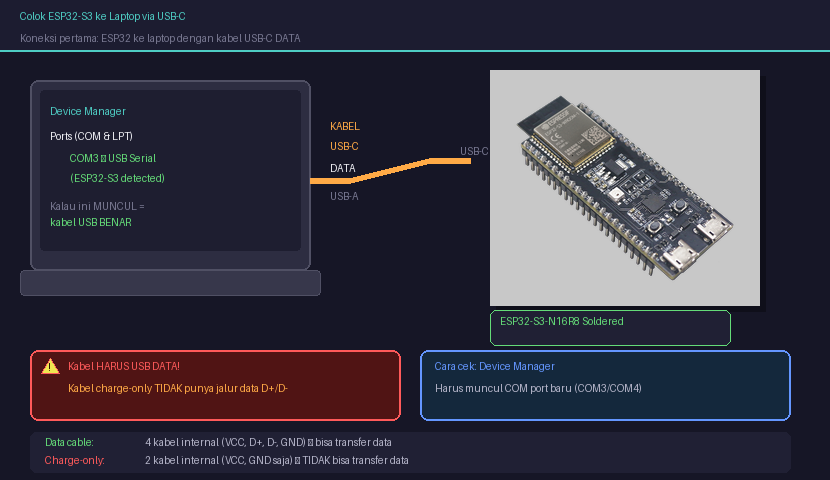 Colok ESP32-S3 ke Laptop via USB-C
Koneksi pertama: ESP32 ke laptop dengan kabel USB-C DATA
Device Manager
Ports (COM & LPT)
COM3 □ USB Serial
(ESP32-S3 detected)
Kalau ini MUNCUL =
kabel USB BENAR
KABEL
USB-C
DATA
USB-A
USB-C
ESP32-S3-N16R8 Soldered
Kabel HARUS USB DATA!
Kabel charge-only TIDAK punya jalur data D+/D-
Cara cek: Device Manager
Harus muncul COM port baru (COM3/COM4)
Data cable: 4 kabel internal (VCC, D+, D-, GND) □ bisa transfer data
Charge-only: 2 kabel internal (VCC, GND saja) □ TIDAK bisa transfer data